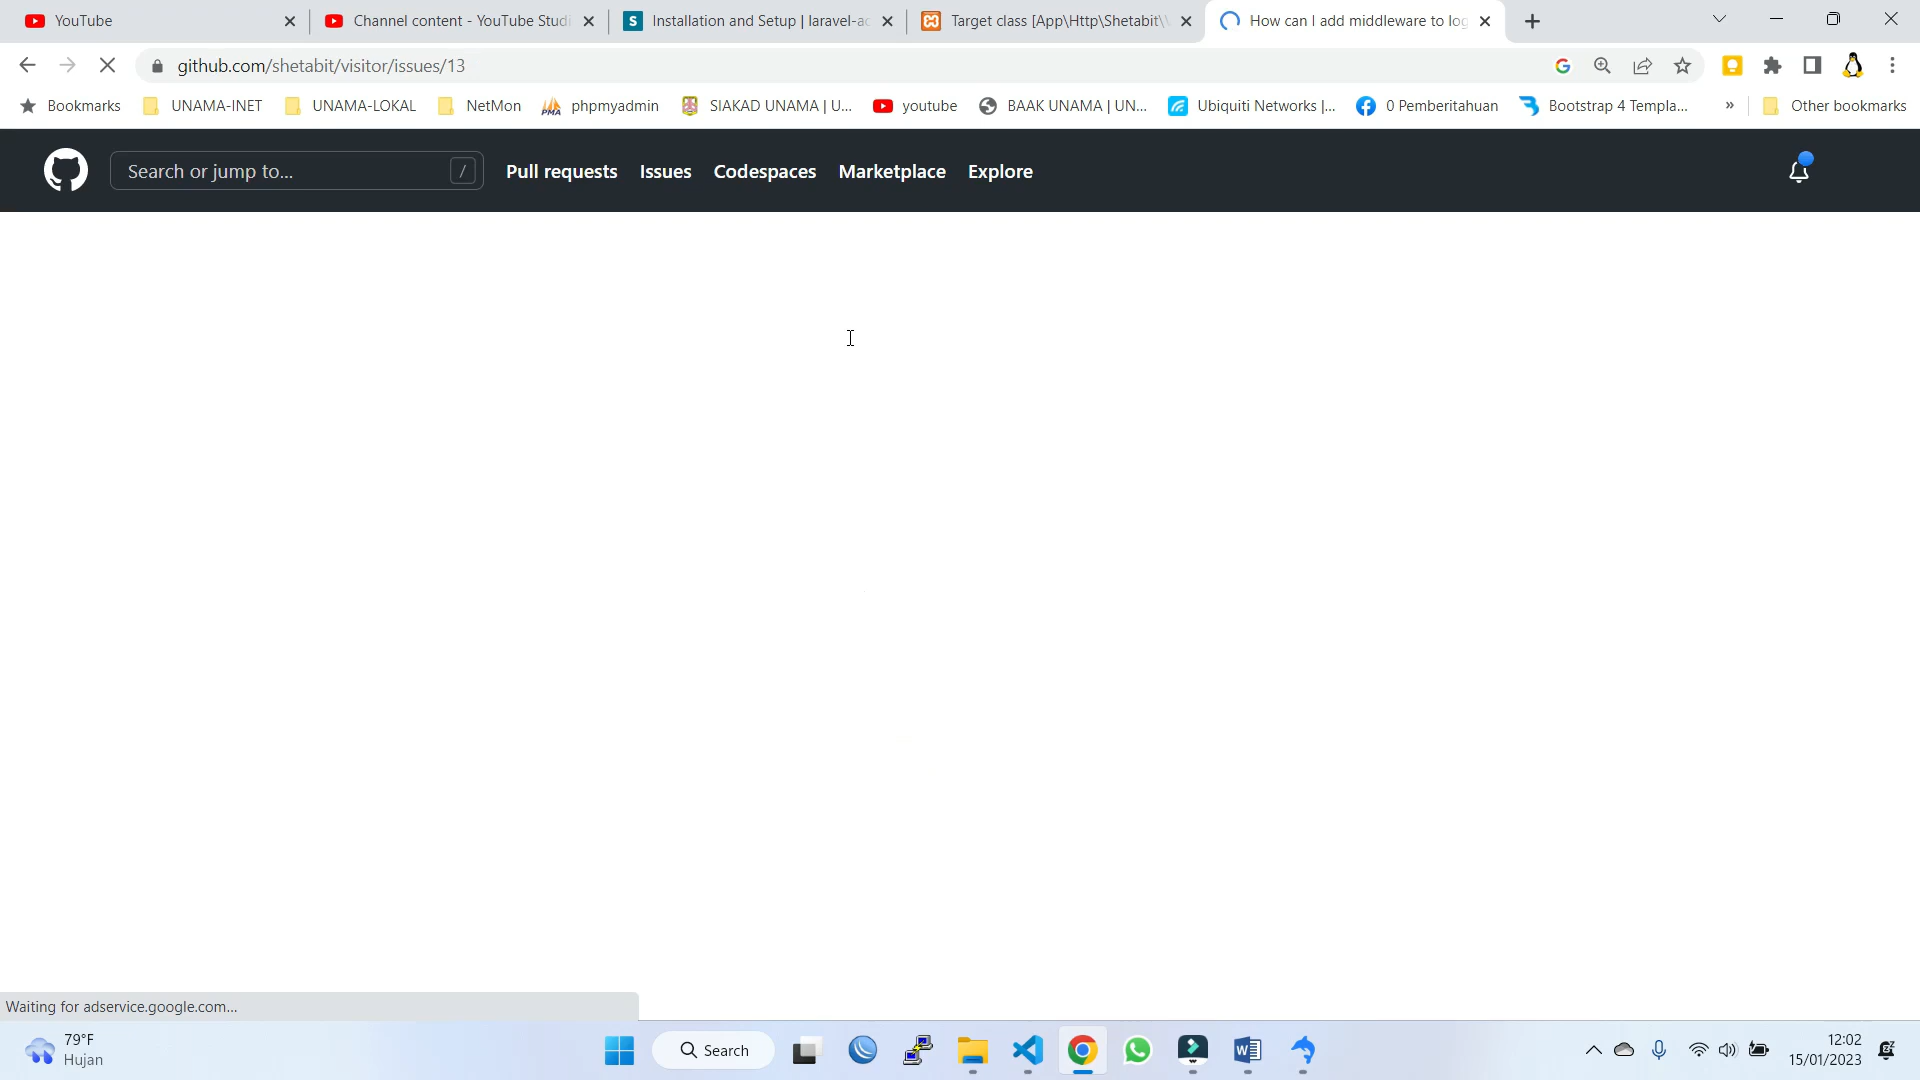 YouTube
Channel content - YouTube Studi
S
Installation and Setup | laravel-ac
Target class [App\Http\Shetabit\
How can I add middleware to log
github.com/shetabit/visitor/issues/13
Bookmarks
UNAMA-INET
UNAMA-LOKAL
NetMon
PMA
phpmyadmin
SIAKAD UNAMA | U...
youtube
BAAK UNAMA | UN...
Ubiquiti Networks |...
0 Pemberitahuan
Bootstrap 4 Templa...
»
Other bookmarks
Search or jump to...
/
Pull requests
Issues
Codespaces
Marketplace
Explore
Waiting for adservice.google.com...
79°F
Hujan
Search
12:02
15/01/2023